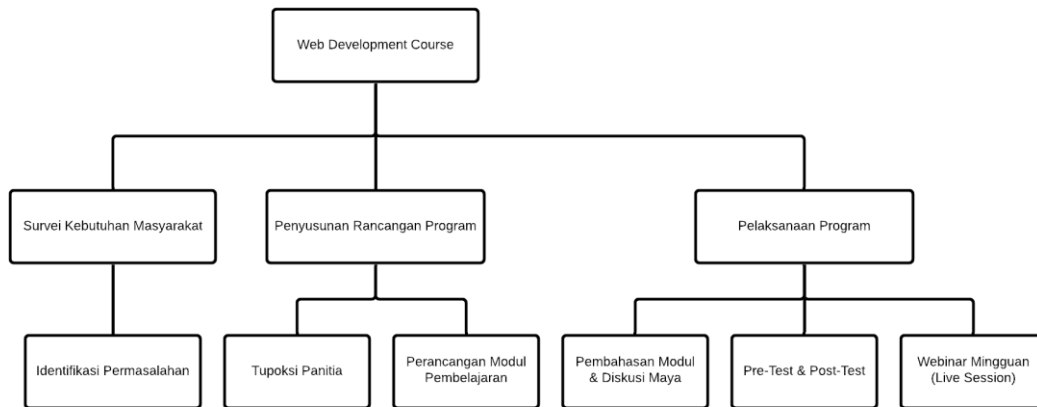 Web Development Course
Survei Kebutuhan Masyarakat
Penyusunan Rancangan Program
Pelaksanaan Program
Identifikasi Permasalahan
Tupoksi Panitia
Perancangan Modul
Pembelajaran
Pembahasan Modul
& Diskusi Maya
Pre-Test & Post-Test
Webinar Mingguan
(Live Session)